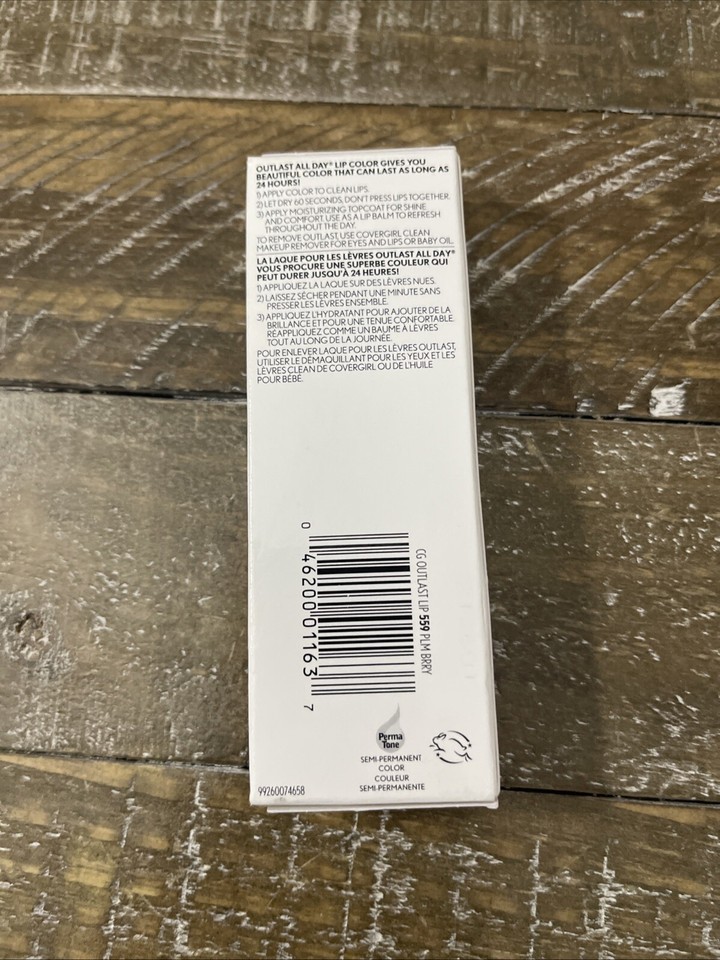 OUTLAST ALL DAY® LIP COLOR GIVES YOU
BEAUTIFUL COLOR THAT CAN LAST AS LONG AS
24 HOURS!
1) APPLY COLOR TO CLEAN LIPS.
2) LET DRY 60 SECONDS, DON'T PRESS LIPS TOGETHER.
3) APPLY MOISTURIZING TOPCOAT FOR SHINE
AND COMFORT. USE AS A LIP BALM TO REFRESH
THROUGHOUT THE DAY.
TO REMOVE OUTLAST, USE COVERGIRL CLEAN
MAKEUP REMOVER FOR EYES AND LIPS OR BABY OIL.
LA LAQUE POUR LES LÈVRES OUTLAST ALL DAY®
VOUS PROCURE UNE SUPERBE COULEUR QUI
PEUT DURER JUSQU'À 24 HEURES!
1) APPLIQUEZ LA LAQUE SUR DES LÈVRES NUES.
2) LAISSEZ SÉCHER PENDANT UNE MINUTE SANS
PRESSER LES LÈVRES ENSEMBLE.
3) APPLIQUEZ L'HYDRATANT POUR AJOUTER DE LA
BRILLANCE ET POUR UNE TENUE CONFORTABLE.
RÉAPPLIQUEZ COMME UN BAUME À LÈVRES
TOUT AU LONG DE LA JOURNÉE.
POUR ENLEVER LAQUE POUR LES LÈVRES OUTLAST,
UTILISER LE DÉMAQUILLANT POUR LES YEUX ET LES
LÈVRES CLEAN DE COVERGIRL OU DE L'HUILE
POUR BÉBÉ.
CG OUTLAST LIP 559 PLM BRRY
0 46200 01163 7
Perma
Tone
SEMI-PERMANENT
COLOR
COULEUR
SEMI-PERMANENTE
99260074658